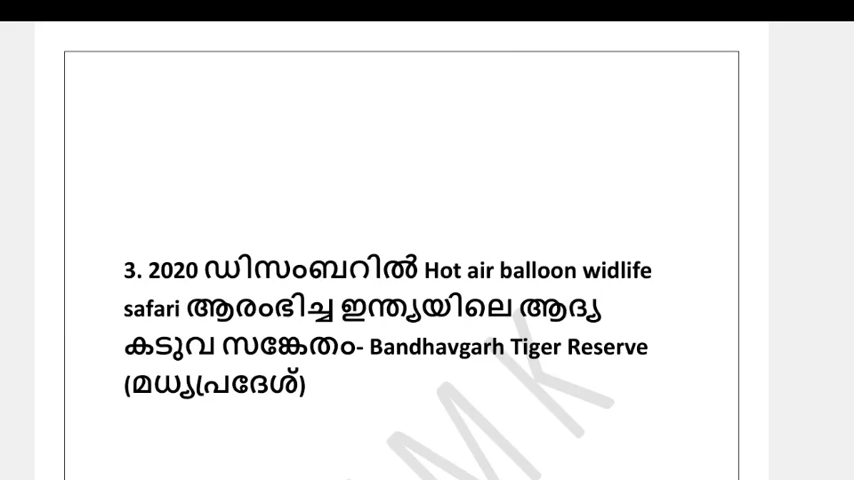 3. 2020 ഡിസംബറിൽ Hot air balloon widlife
safari ആരംഭിച്ച ഇന്ത്യയിലെ ആദ്യ
കടുവ സങ്കേതം- Bandhavgarh Tiger Reserve
(മധ്യപ്രദേശ്)
MK